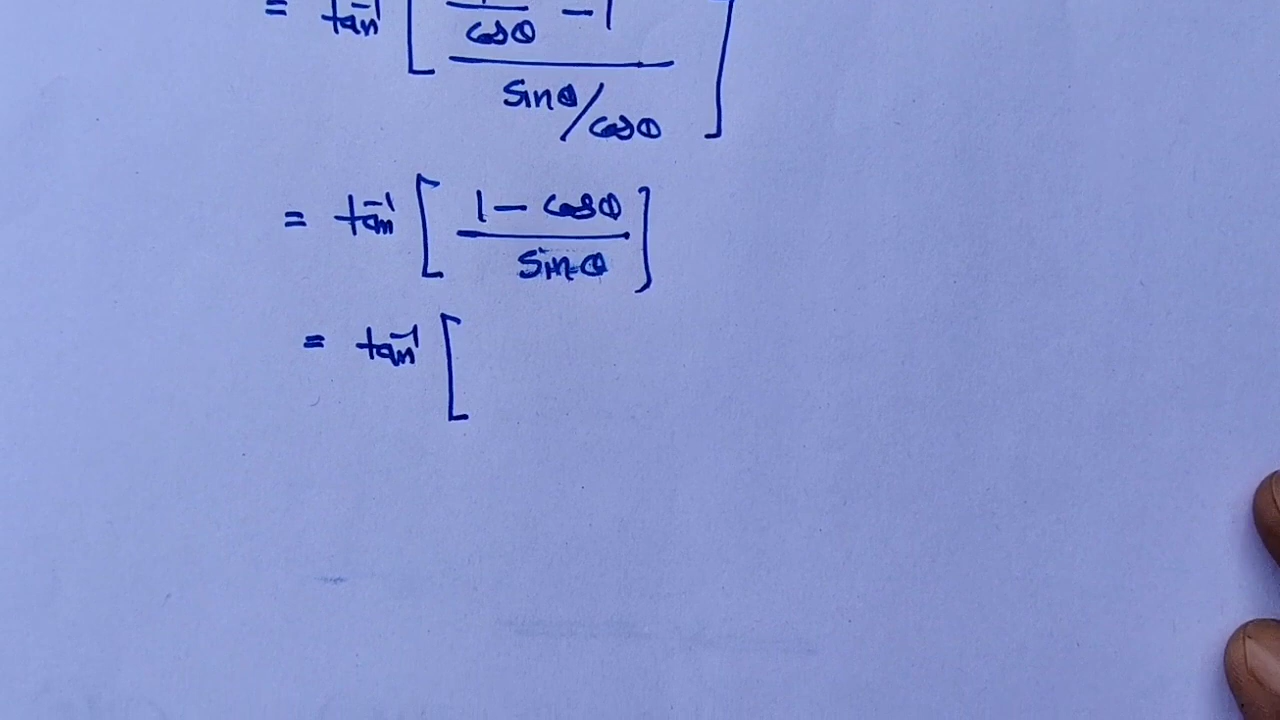 = tan⁻¹ [ 1/cosθ − 1 / sinθ/cosθ ]
= tan⁻¹ [ 1 − cosθ / sinθ ]
= tan⁻¹ [